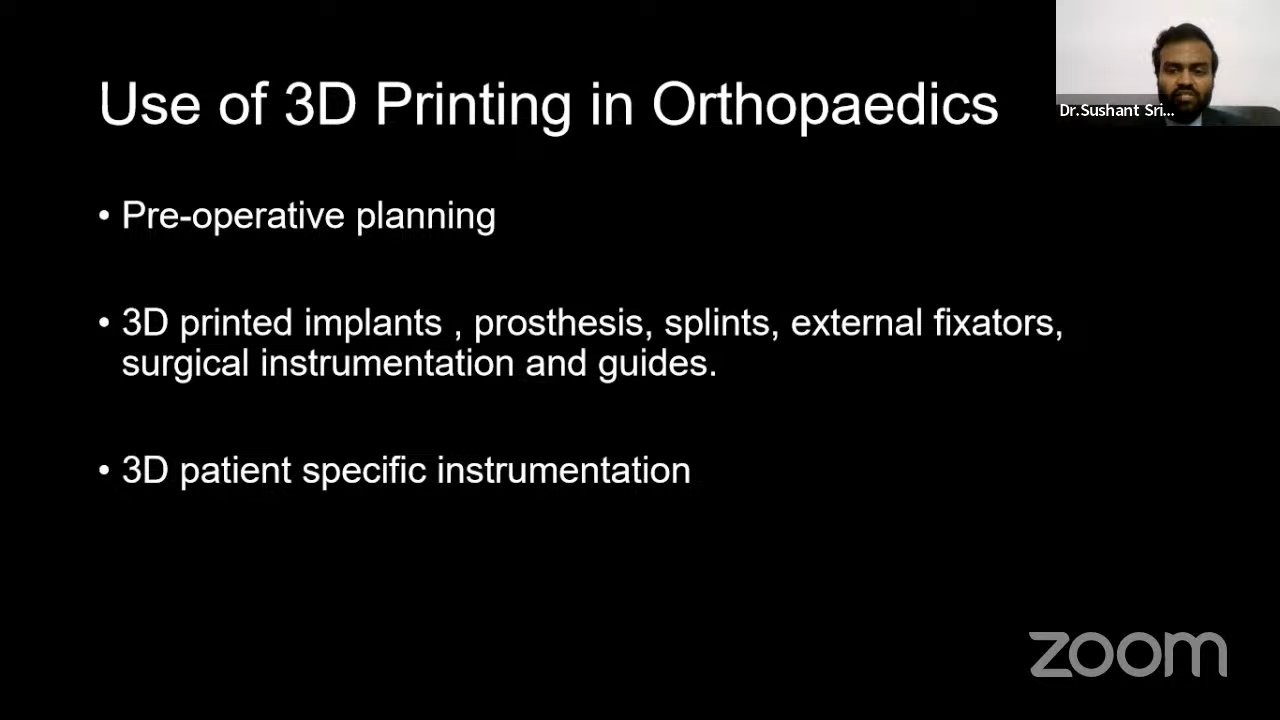 Use of 3D Printing in Orthopaedics
Dr.Sushant Sri...
• Pre-operative planning
• 3D printed implants , prosthesis, splints, external fixators,
surgical instrumentation and guides.
• 3D patient specific instrumentation
zoom